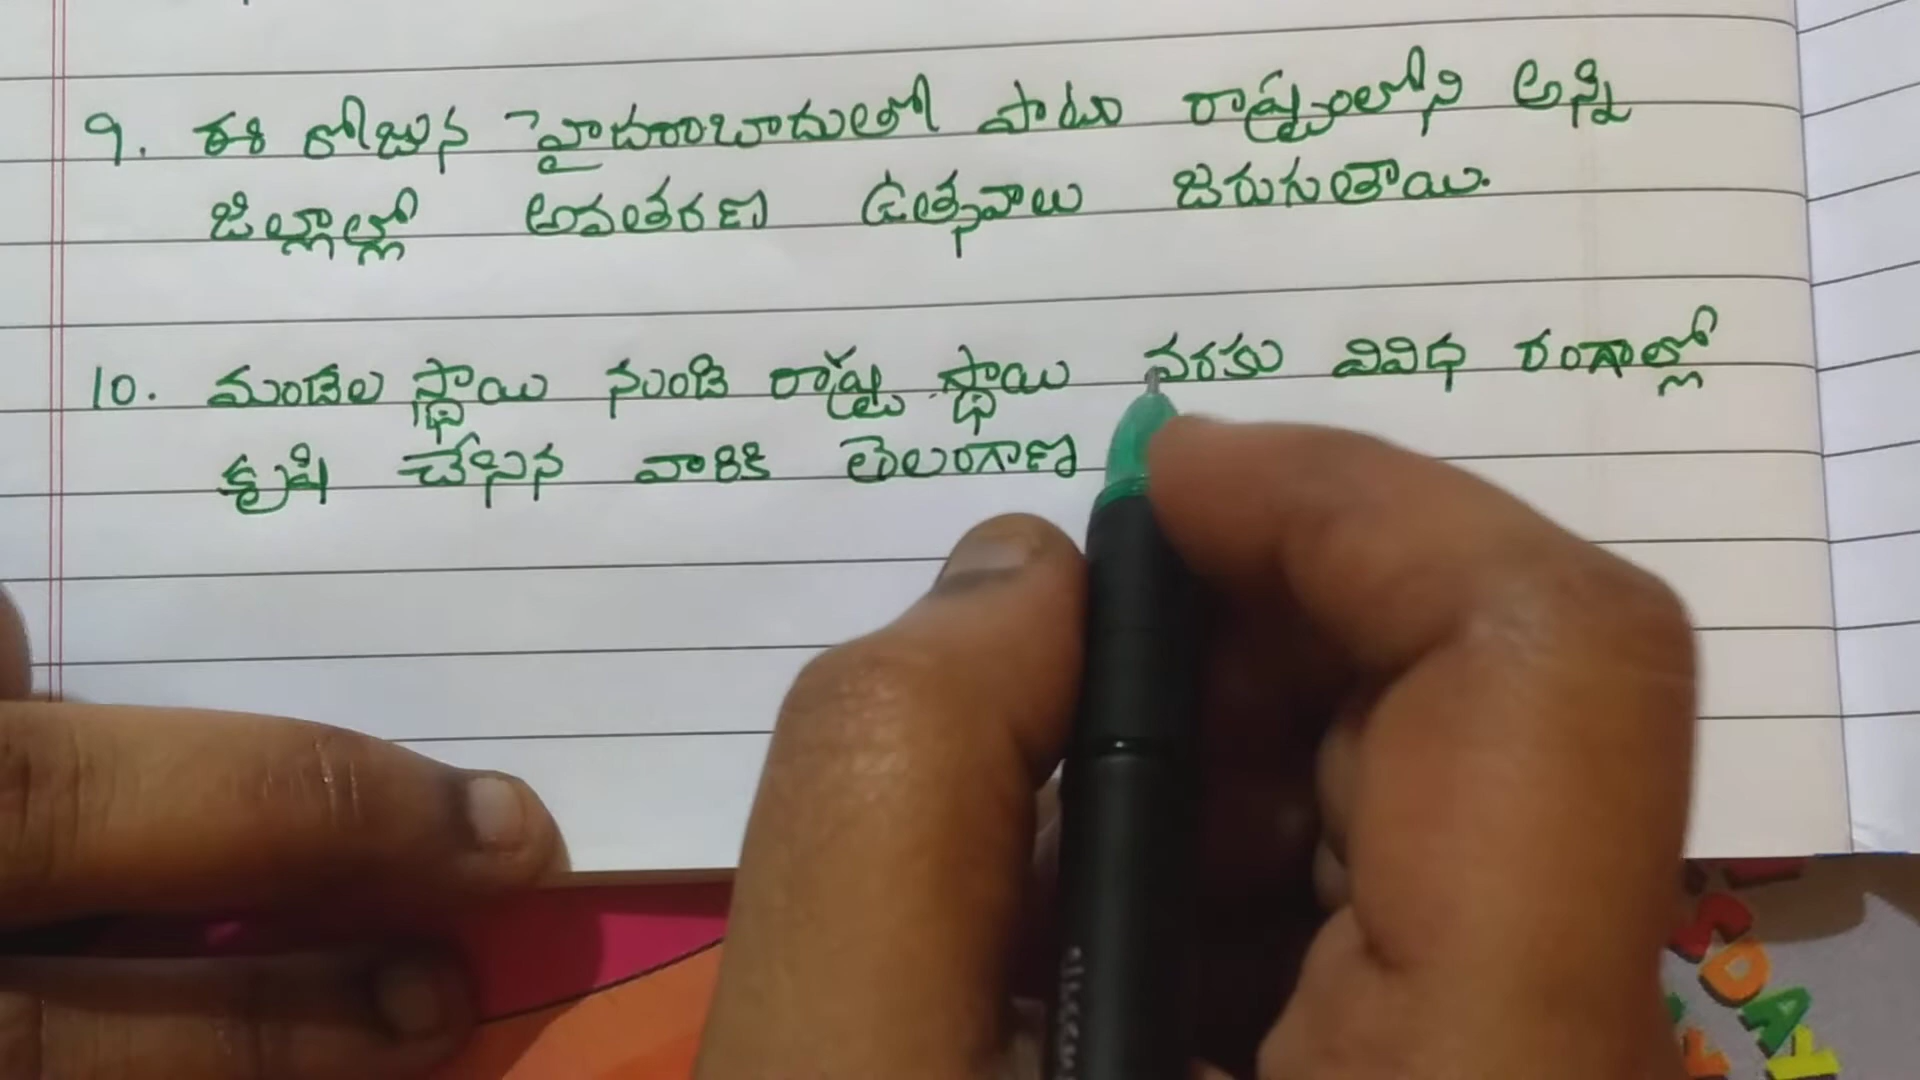 9. ఈ రోజున హైదరాబాదుతో పాటు రాష్ట్రంలోని అన్ని
జిల్లాల్లో అవతరణ ఉత్సవాలు జరుగుతాయి.
10. మండల స్థాయి నుండి రాష్ట్ర స్థాయి వరకు వివిధ రంగాల్లో
కృషి చేసిన వారికి తెలంగాణ